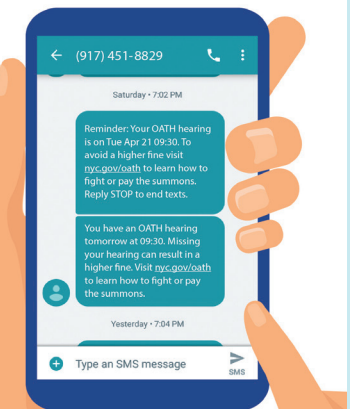 (917) 451-8829
Saturday • 7:02 PM
Reminder: Your OATH hearing
is on Tue Apr 21 09:30. To
avoid a higher fine visit
nyc.gov/oath to learn how to
fight or pay the summons.
Reply STOP to end texts.
You have an OATH hearing
tomorrow at 09:30. Missing
your hearing can result in a
higher fine. Visit nyc.gov/oath
to learn how to fight or pay
the summons.
Yesterday • 7:04 PM
Type an SMS message
SMS